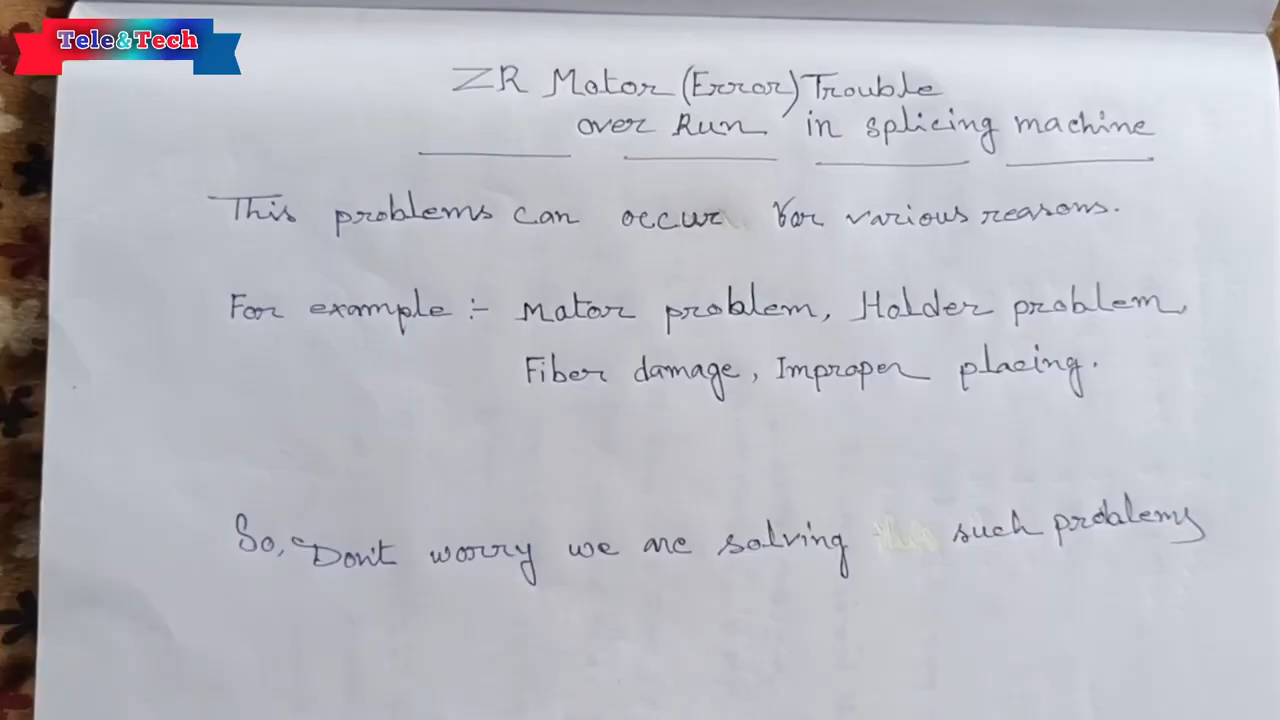 Tele&Tech
ZR Motor (Error) Trouble
over Run in splicing machine
This problems can occur for various reasons.
For example :- Motor problem, Holder problem,
Fiber damage, Improper placing.
So, Don't worry we are solving such problems